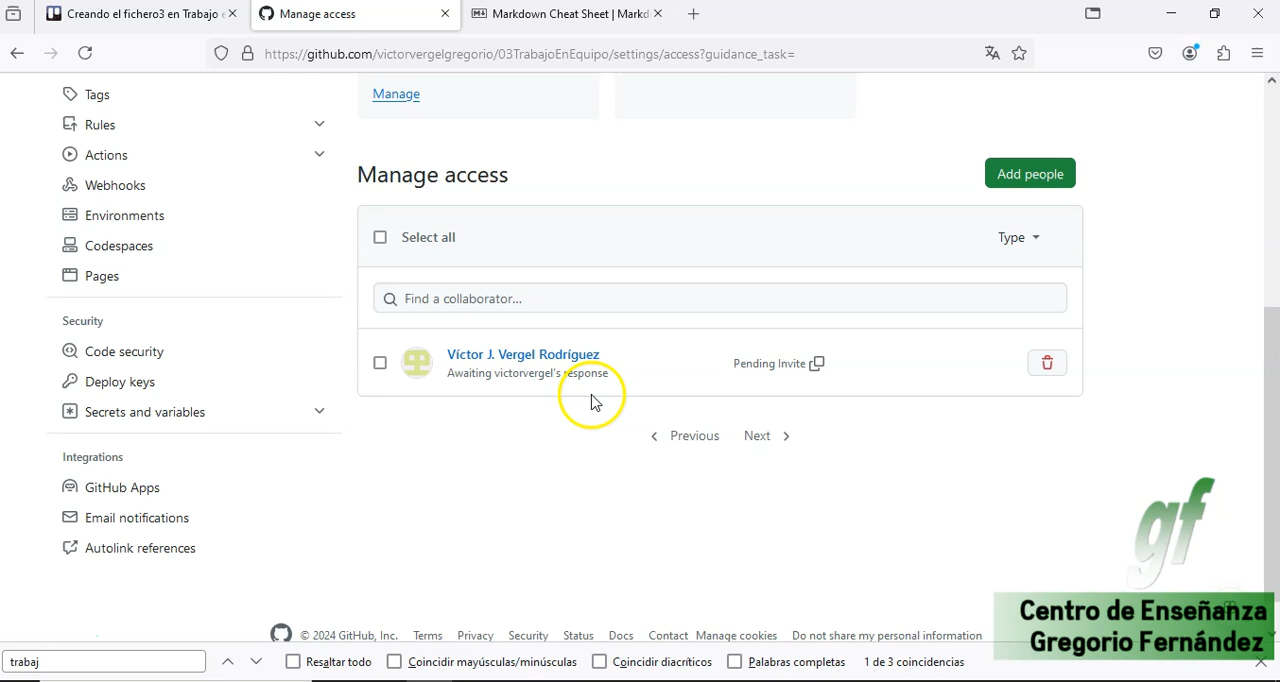 Creando el fichero3 en Trabajo
Manage access
Markdown Cheat Sheet | Markd
https://github.com/victorvergelgregorio/03TrabajoEnEquipo/settings/access?guidance_task=
Tags
Rules
Actions
Webhooks
Environments
Codespaces
Pages
Security
Code security
Deploy keys
Secrets and variables
Integrations
GitHub Apps
Email notifications
Autolink references
Manage
Manage access
Add people
Select all
Type
Find a collaborator...
Víctor J. Vergel Rodríguez
Awaiting victorvergel's response
Pending Invite
Previous
Next
gf
Centro de Enseñanza
Gregorio Fernández
© 2024 GitHub, Inc. Terms Privacy Security Status Docs Contact Manage cookies Do not share my personal information
trabaj
Resaltar todo
Coincidir mayúsculas/minúsculas
Coincidir diacríticos
Palabras completas
1 de 3 coincidencias